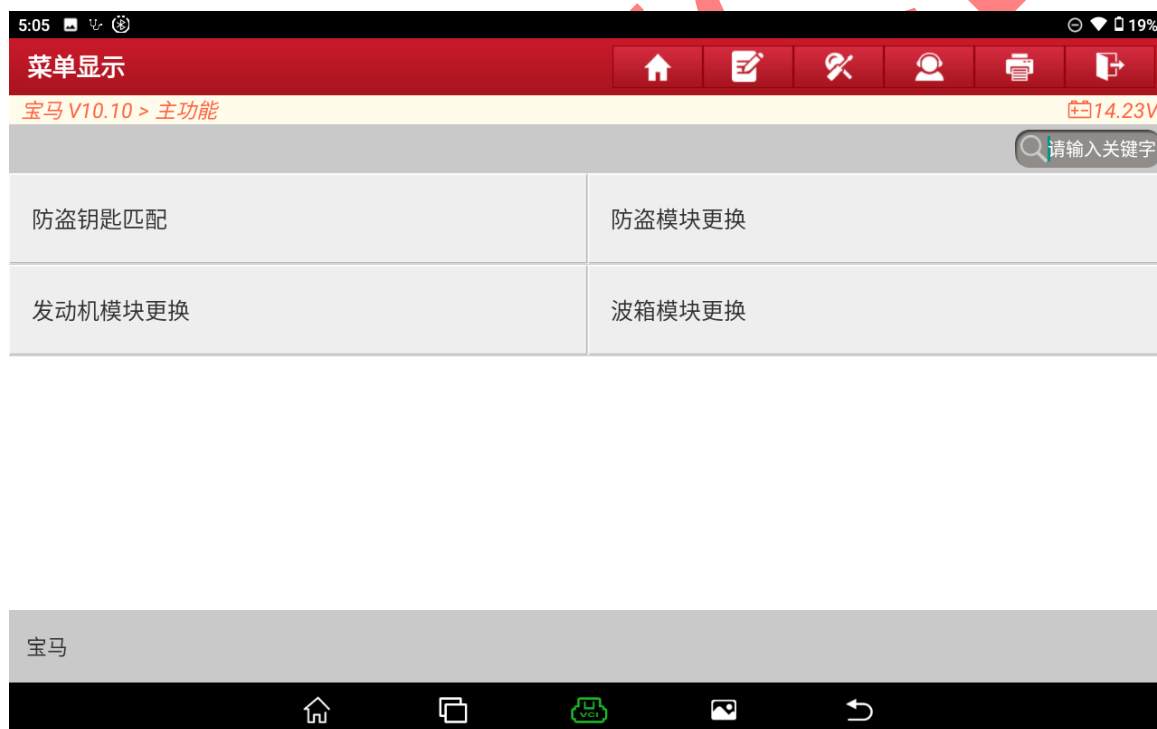 5:05
19%
菜单显示
宝马 V10.10 > 主功能
14.23V
请输入关键字
防盗钥匙匹配
防盗模块更换
发动机模块更换
波箱模块更换
宝马
VCI